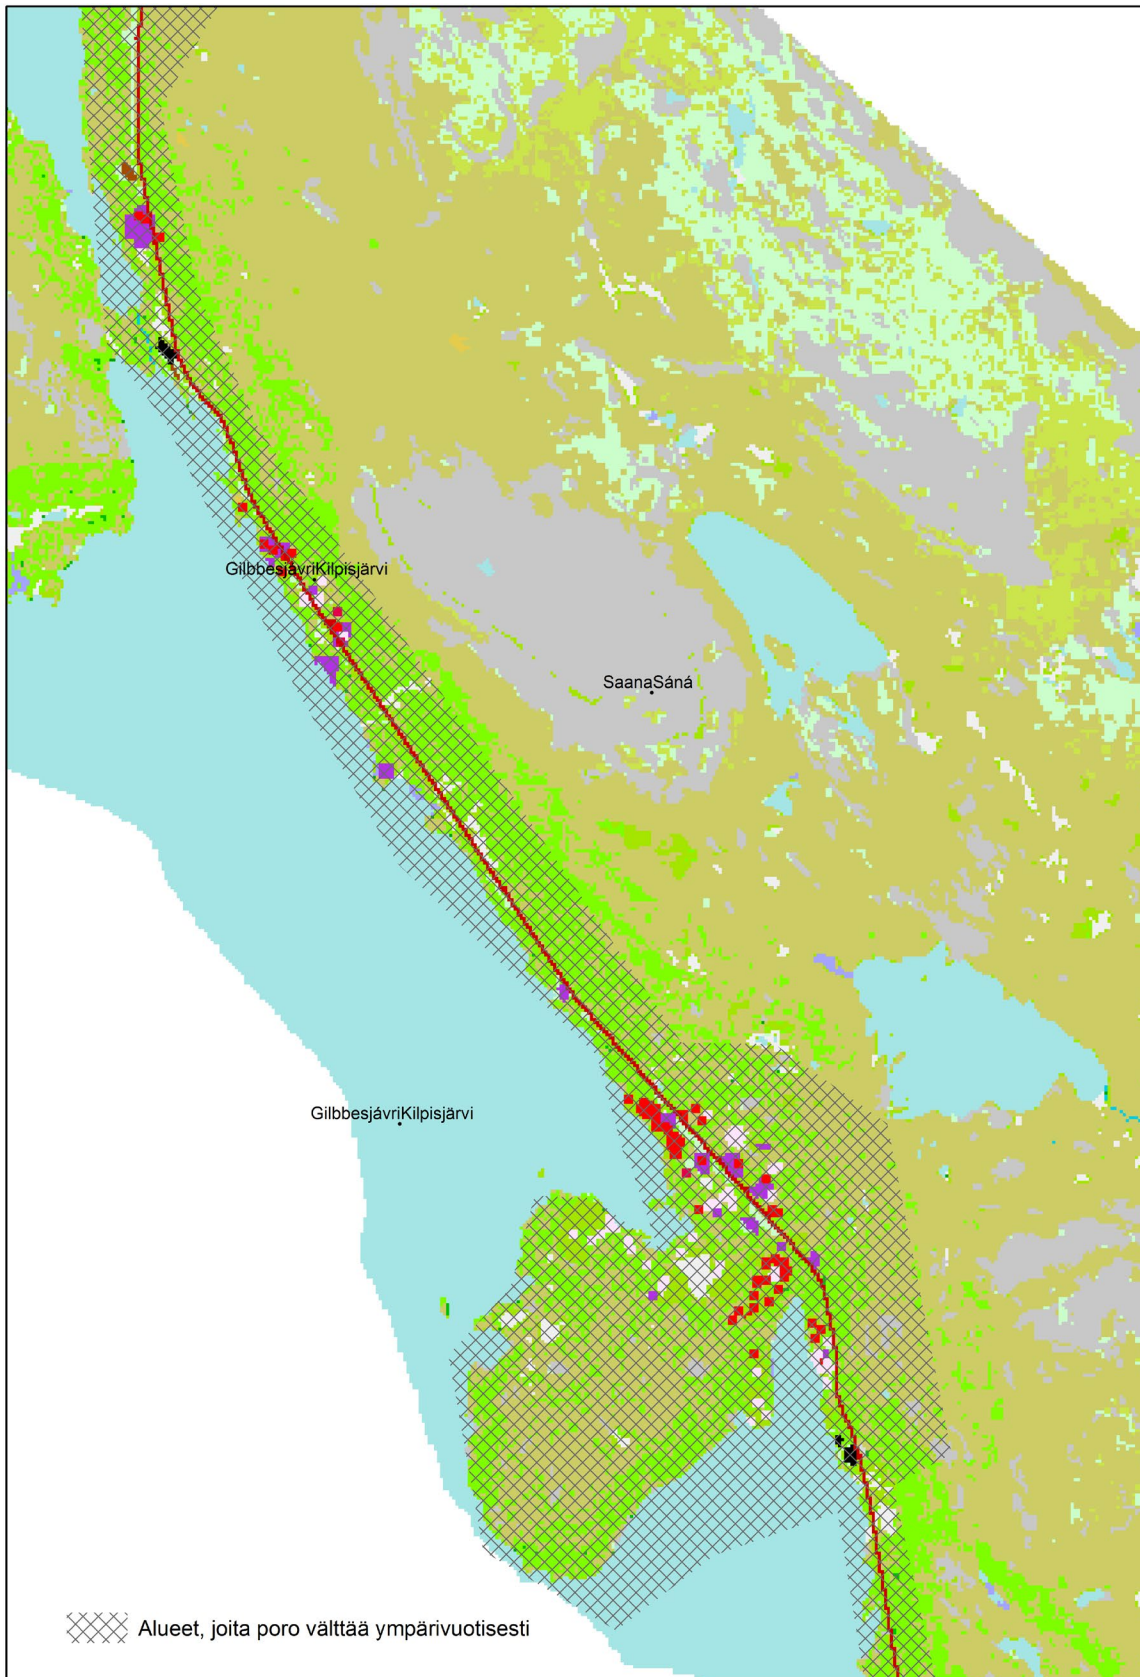 GilbbesjávriKilpisjärvi
SaanaSáná
GilbbesjávriKilpisjärvi
Alueet, joita poro välttää ympärivuotisesti